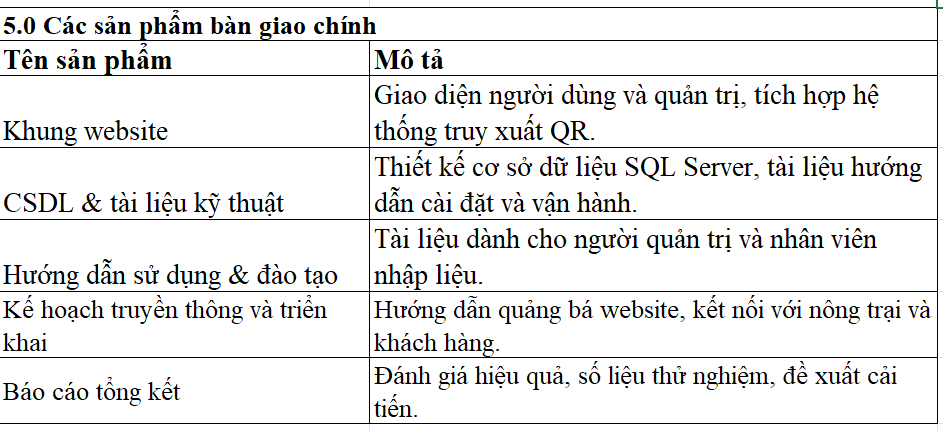 5.0 Các sản phẩm bàn giao chính
Tên sản phẩm
Mô tả
Khung website
Giao diện người dùng và quản trị, tích hợp hệ
thống truy xuất QR.
CSDL & tài liệu kỹ thuật
Thiết kế cơ sở dữ liệu SQL Server, tài liệu hướng
dẫn cài đặt và vận hành.
Hướng dẫn sử dụng & đào tạo
Tài liệu dành cho người quản trị và nhân viên
nhập liệu.
Kế hoạch truyền thông và triển
khai
Hướng dẫn quảng bá website, kết nối với nông trại và
khách hàng.
Báo cáo tổng kết
Đánh giá hiệu quả, số liệu thử nghiệm, đề xuất cải
tiến.